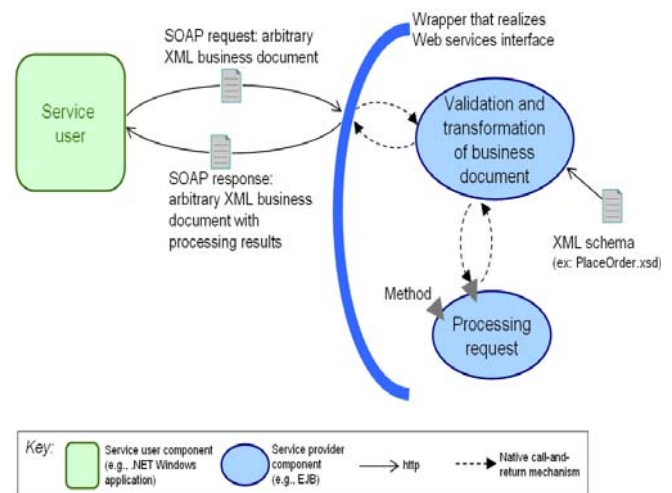 SOAP request: arbitrary
XML business document
Wrapper that realizes
Web services interface
Service
user
Validation and
transformation
of business
document
SOAP response:
arbitrary XML business
document with
processing results
XML schema
(ex: PlaceOrder.xsd)
Method
Processing
request
Key:
Service user component
(e.g., .NET Windows
application)
Service provider
component
(e.g., EJB)
http
Native call-and-
return mechanism